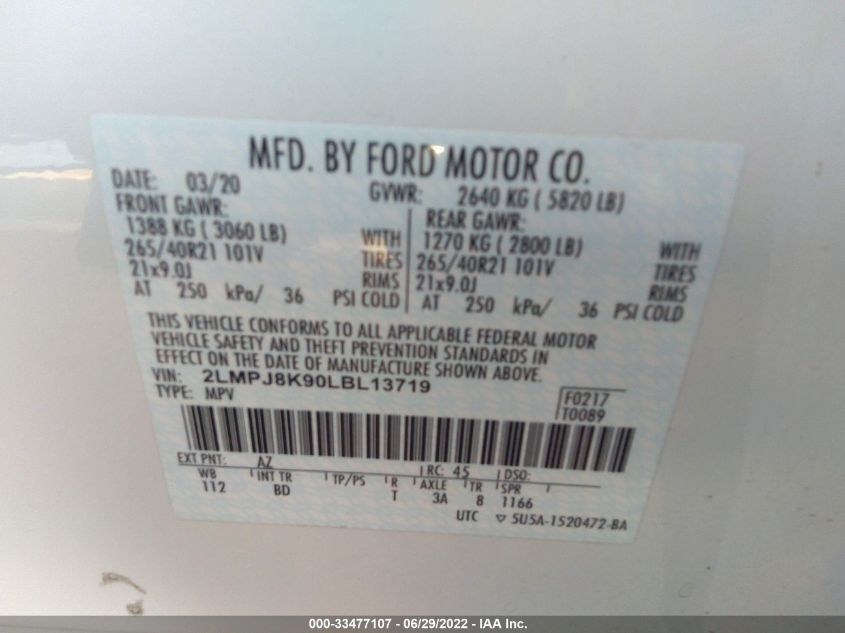 MFD. BY FORD MOTOR CO.
DATE: 03/20 GVWR: 2640 KG ( 5820 LB)
FRONT GAWR: REAR GAWR:
1388 KG ( 3060 LB) WITH 1270 KG ( 2800 LB) WITH
265/40R21 101V TIRES 265/40R21 101V TIRES
21x9.0J RIMS 21x9.0J RIMS
AT 250 kPa/ 36 PSI COLD AT 250 kPa/ 36 PSI COLD
THIS VEHICLE CONFORMS TO ALL APPLICABLE FEDERAL MOTOR
VEHICLE SAFETY AND THEFT PREVENTION STANDARDS IN
EFFECT ON THE DATE OF MANUFACTURE SHOWN ABOVE.
VIN: 2LMPJ8K90LBL13719 F0217
TYPE: MPV T0089
EXT PNT: AZ RC: 45 DSO:
WB INT TR TP/PS R AXLE TR SPR
112 BD T 3A 8 1166
UTC ▽ 5U5A-1520472-BA
000-33477107 - 06/29/2022 - IAA Inc.